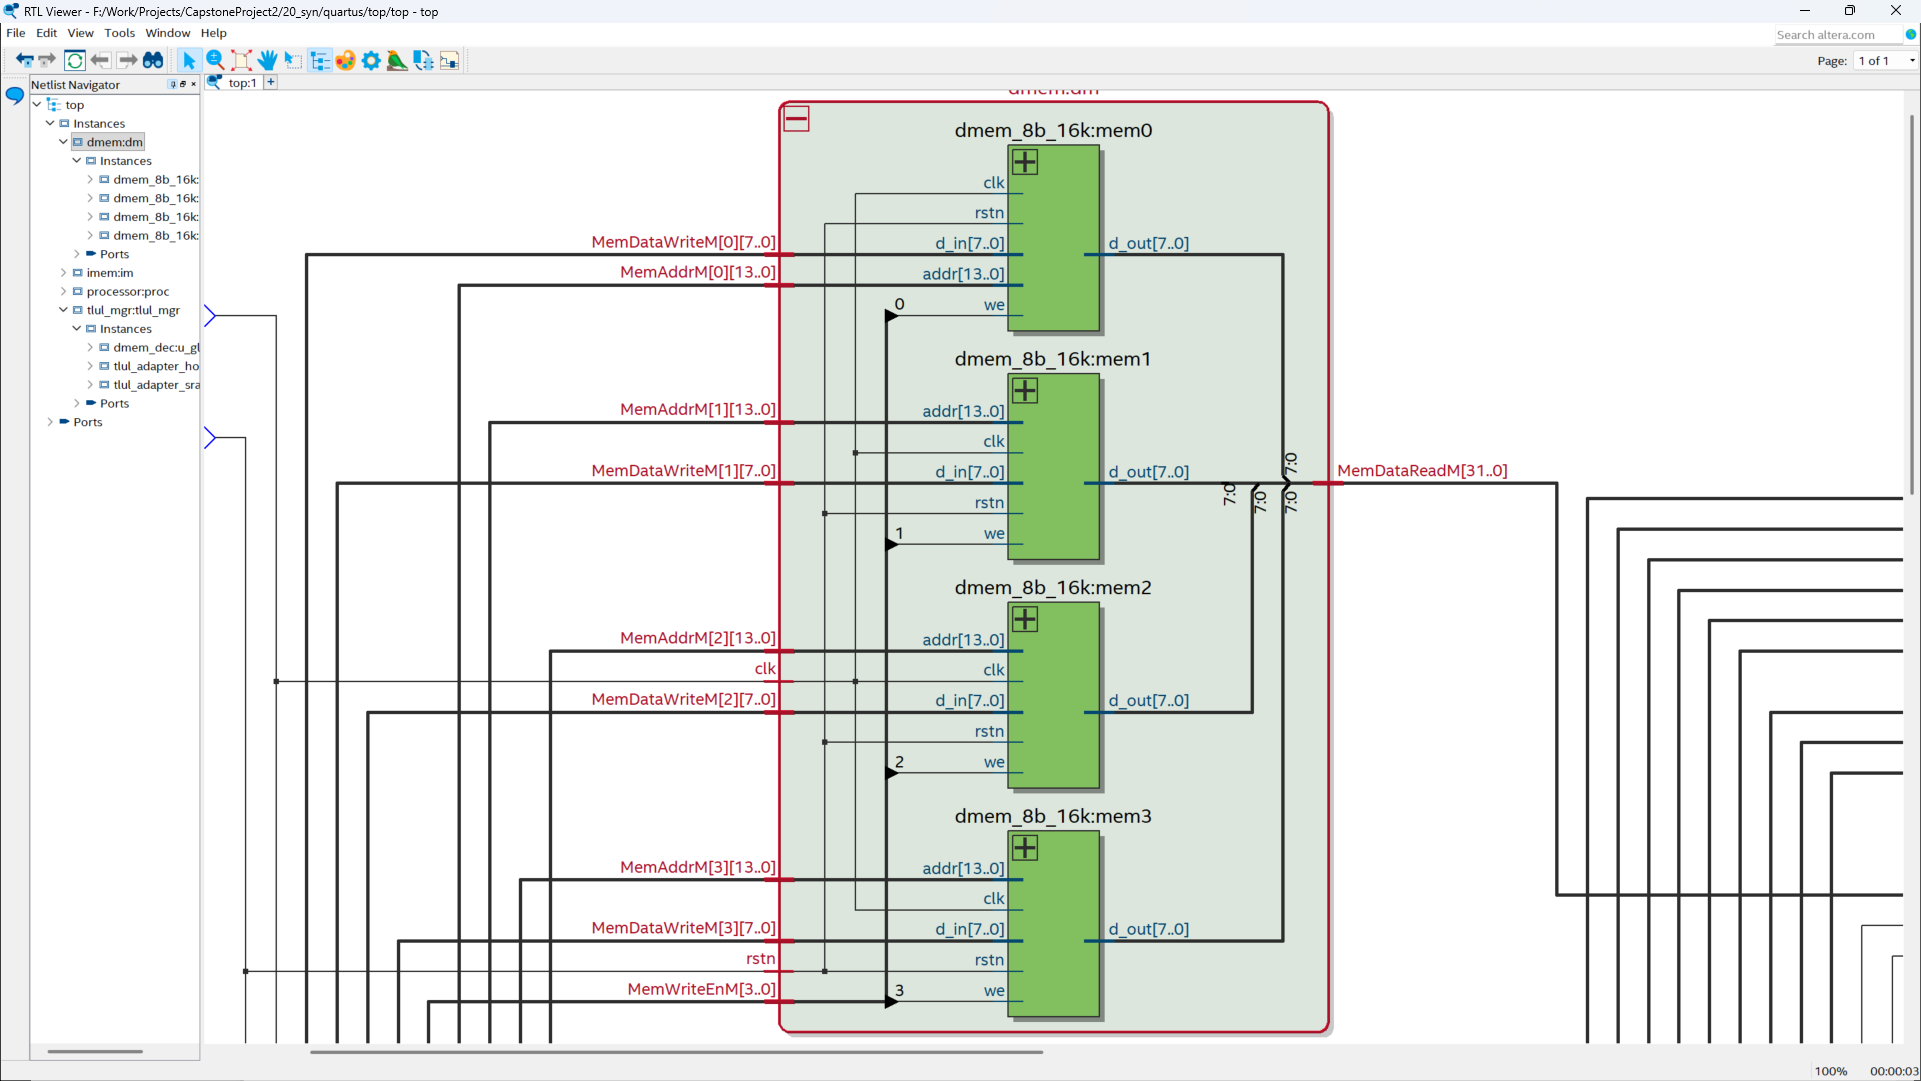 RTL Viewer - F:/Work/Projects/CapstoneProject2/20_syn/quartus/top/top - top
File Edit View Tools Window Help
Search altera.com
Page: 1 of 1
Netlist Navigator
top:1
top
Instances
dmem:dm
Instances
dmem_8b_16k:
dmem_8b_16k:
dmem_8b_16k:
dmem_8b_16k:
Ports
imem:im
processor:proc
tlul_mgr:tlul_mgr
Instances
dmem_dec:u_gl
tlul_adapter_ho
tlul_adapter_sra
Ports
Ports
dmem:dm
dmem_8b_16k:mem0
clk
rstn
MemDataWriteM[0][7..0] d_in[7..0] d_out[7..0]
MemAddrM[0][13..0] addr[13..0]
0 we
dmem_8b_16k:mem1
MemAddrM[1][13..0] addr[13..0]
clk
7:0
MemDataWriteM[1][7..0] d_in[7..0] d_out[7..0] MemDataReadM[31..0]
7:0 7:0 7:0
rstn
1 we
dmem_8b_16k:mem2
MemAddrM[2][13..0] addr[13..0]
clk clk
MemDataWriteM[2][7..0] d_in[7..0] d_out[7..0]
rstn
2 we
dmem_8b_16k:mem3
MemAddrM[3][13..0] addr[13..0]
clk
MemDataWriteM[3][7..0] d_in[7..0] d_out[7..0]
rstn rstn
MemWriteEnM[3..0] 3 we
100% 00:00:03